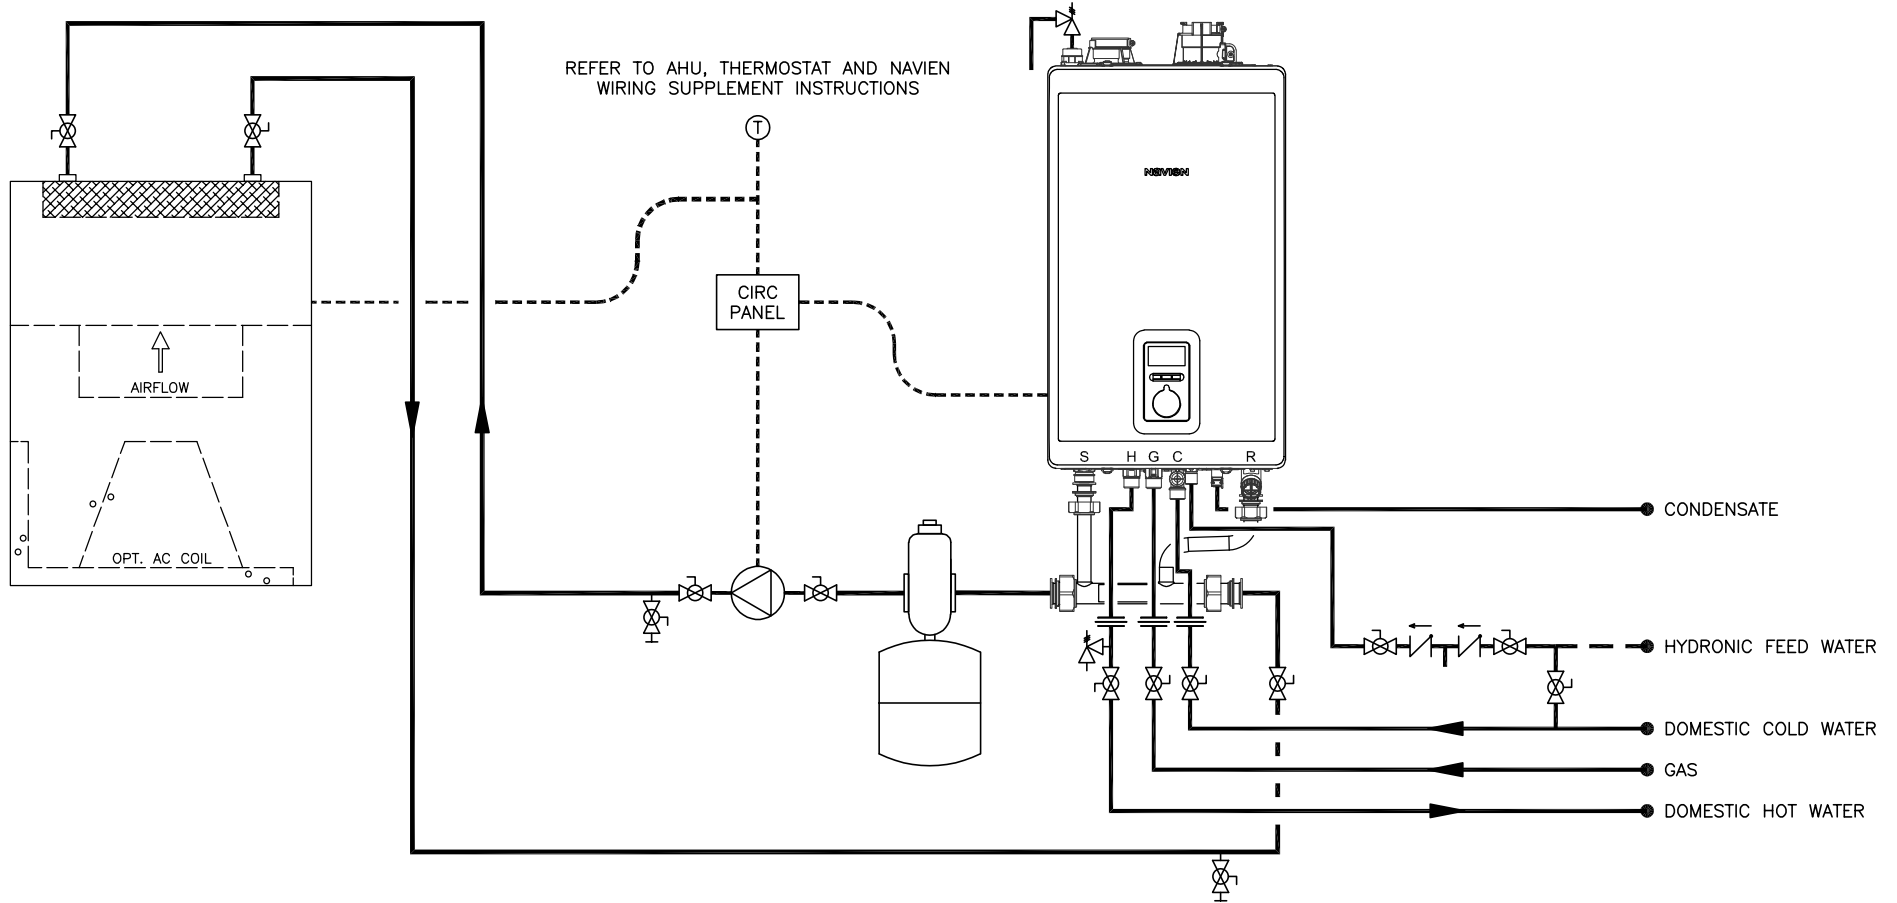 REFER TO AHU, THERMOSTAT AND NAVIEN
WIRING SUPPLEMENT INSTRUCTIONS
T
NAVIEN
CIRC
PANEL
AIRFLOW
OPT. AC COIL
S H G C R
CONDENSATE
HYDRONIC FEED WATER
DOMESTIC COLD WATER
GAS
DOMESTIC HOT WATER